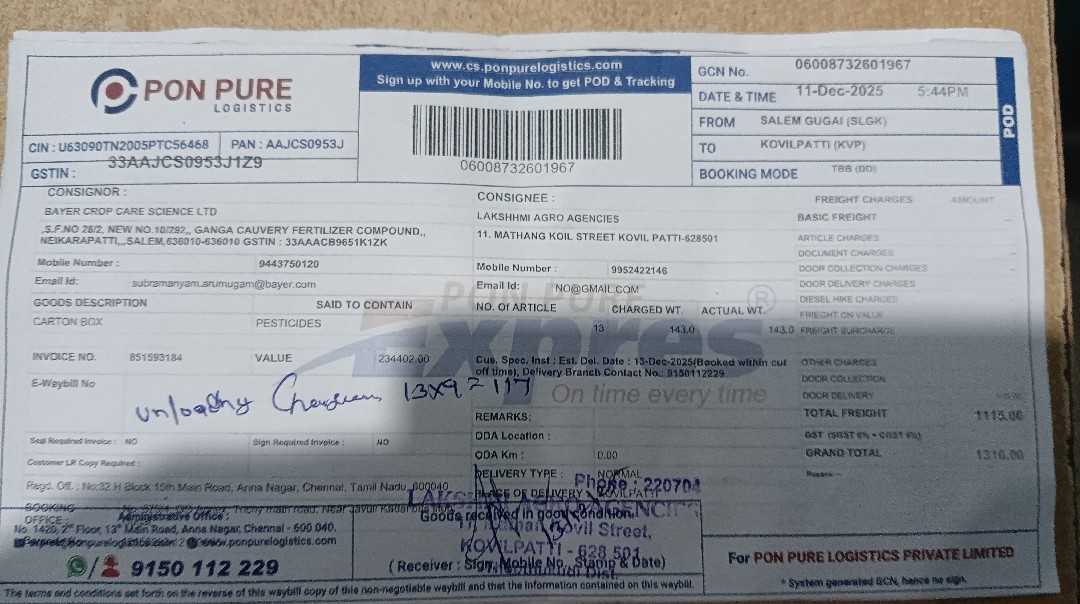 PON PURE
LOGISTICS
www.cs.ponpurelogistics.com
Sign up with your Mobile No. to get POD & Tracking
06008732601967
GCN No. 06008732601967
DATE & TIME 11-Dec-2025 5:44PM
FROM SALEM GUGAI (SLGK)
TO KOVILPATTI (KVP)
BOOKING MODE TBB (DD)
POD
CIN : U63090TN2005PTC56468 PAN : AAJCS0953J
GSTIN : 33AAJCS0953J1Z9
CONSIGNOR :
BAYER CROP CARE SCIENCE LTD
,S.F.NO 28/2, NEW NO.10/292,, GANGA CAUVERY FERTILIZER COMPOUND,,
NEIKARAPATTI,,,SALEM,636010-636010 GSTIN : 33AAACB9651K1ZK
Mobile Number : 9443750120
Email Id: subramanyam.arumugam@bayer.com
CONSIGNEE :
LAKSHHMI AGRO AGENCIES
11. MATHANG KOIL STREET KOVIL PATTI-628501
Mobile Number : 9952422146
Email Id: NO@GMAIL.COM
FREIGHT CHARGES AMOUNT
BASIC FREIGHT
ARTICLE CHARGES
DOCUMENT CHARGES
DOOR COLLECTION CHARGES
DOOR DELIVERY CHARGES
DIESEL HIKE CHARGES
FRIEGHT ON VALUE
FREIGHT SURCHARGE
OTHER CHARGES
DOOR COLLECTION
DOOR DELIVERY
TOTAL FREIGHT 1115.00
GRAND TOTAL 1316.00
GOODS DESCRIPTION SAID TO CONTAIN
CARTON BOX PESTICIDES
NO. Of ARTICLE CHARGED WT. ACTUAL WT.
13 143.0 143.0
PON PURE
Expres ®
On time every time
INVOICE NO. 851593184 VALUE 234402.00
E-Waybill No
Unloading 13x9=117
Cus. Spec. Inst : Est. Del. Date : 13-Dec-2025(Booked within cut
off time), Delivery Branch Contact No.: 9150112229
REMARKS:
ODA Location :
ODA Km : 0.00
DELIVERY TYPE : NORMAL
PLACE OF DELIVERY : KOVILPATTI
Seal Required Invoice : NO Sign Required Invoice : NO
Customer LR Copy Required :
Regd. Off. : No:32 H Block 15th Main Road, Anna Nagar, Chennai, Tamil Nadu ,600040
BOOKING
OFFICE :
Administrative Office :
No. 1420, 2nd Floor, 13th Main Road, Anna Nagar, Chennai - 600 040.
www.ponpurelogistics.com
9150 112 229
Phone : 220704
Goods received in good condition.
Kovil Street,
KOVILPATTI - 628 501
( Receiver : Sign, Mobile No, Stamp & Date)
For PON PURE LOGISTICS PRIVATE LIMITED
* System generated GCN, hence no sign.
The terms and conditions set forth on the reverse of this waybill copy of this non-negotiable waybill and that the information contained on this waybill.